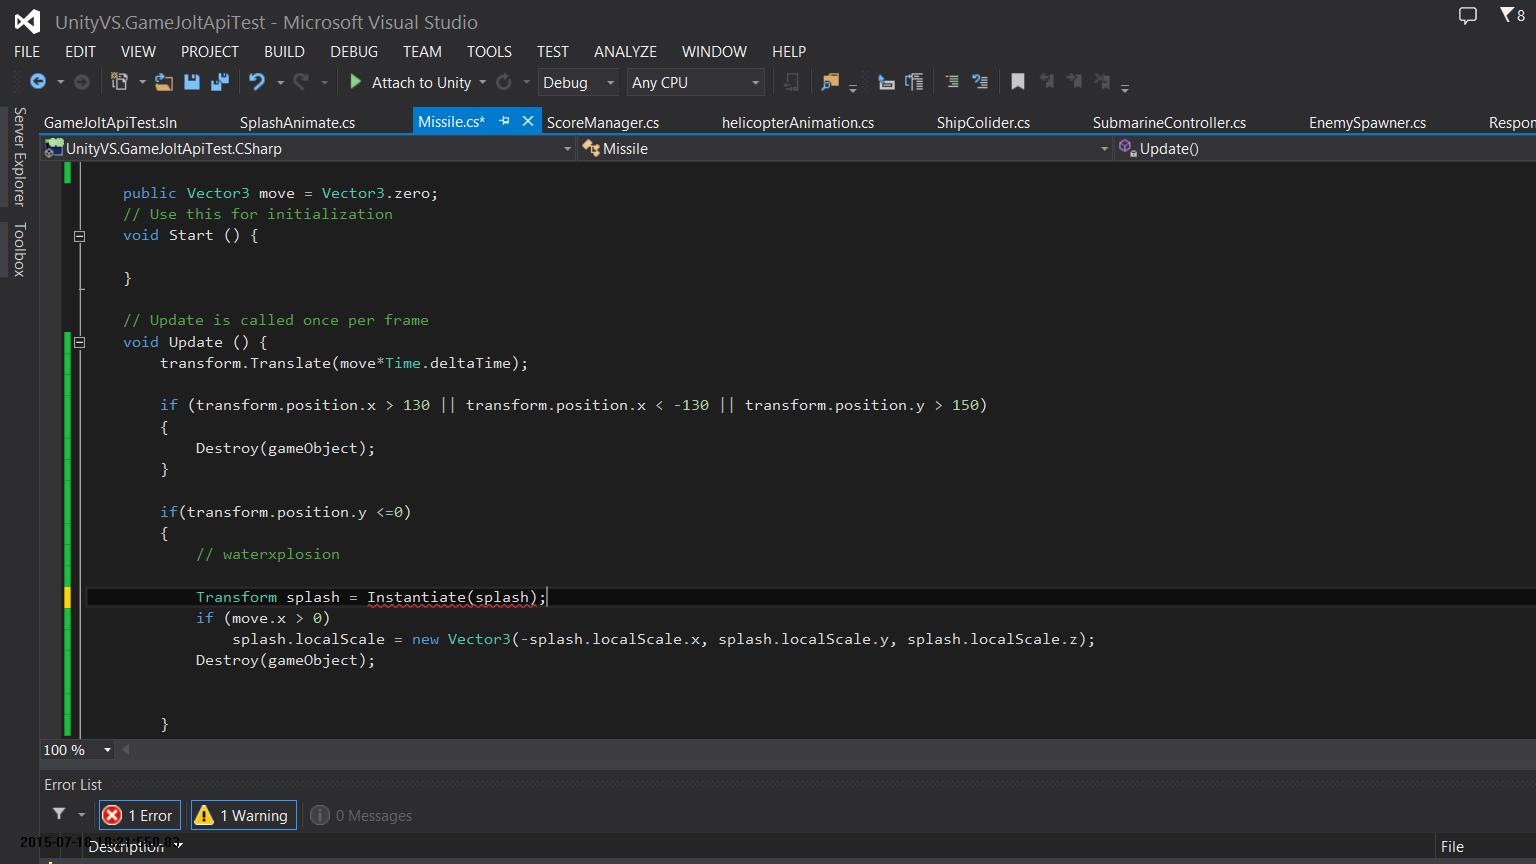 UnityVS.GameJoltApiTest - Microsoft Visual Studio
8
FILE EDIT VIEW PROJECT BUILD DEBUG TEAM TOOLS TEST ANALYZE WINDOW HELP
Attach to Unity Debug Any CPU
Server Explorer
Toolbox
GameJoltApiTest.sln SplashAnimate.cs Missile.cs* ScoreManager.cs helicopterAnimation.cs ShipColider.cs SubmarineController.cs EnemySpawner.cs Respon
UnityVS.GameJoltApiTest.CSharp Missile Update()
public Vector3 move = Vector3.zero;
// Use this for initialization
void Start () {
}
// Update is called once per frame
void Update () {
transform.Translate(move*Time.deltaTime);
if (transform.position.x > 130 || transform.position.x < -130 || transform.position.y > 150)
{
Destroy(gameObject);
}
if(transform.position.y <=0)
{
// waterxplosion
Transform splash = Instantiate(splash);
if (move.x > 0)
splash.localScale = new Vector3(-splash.localScale.x, splash.localScale.y, splash.localScale.z);
Destroy(gameObject);
}
100 %
Error List
1 Error 1 Warning 0 Messages
Description File